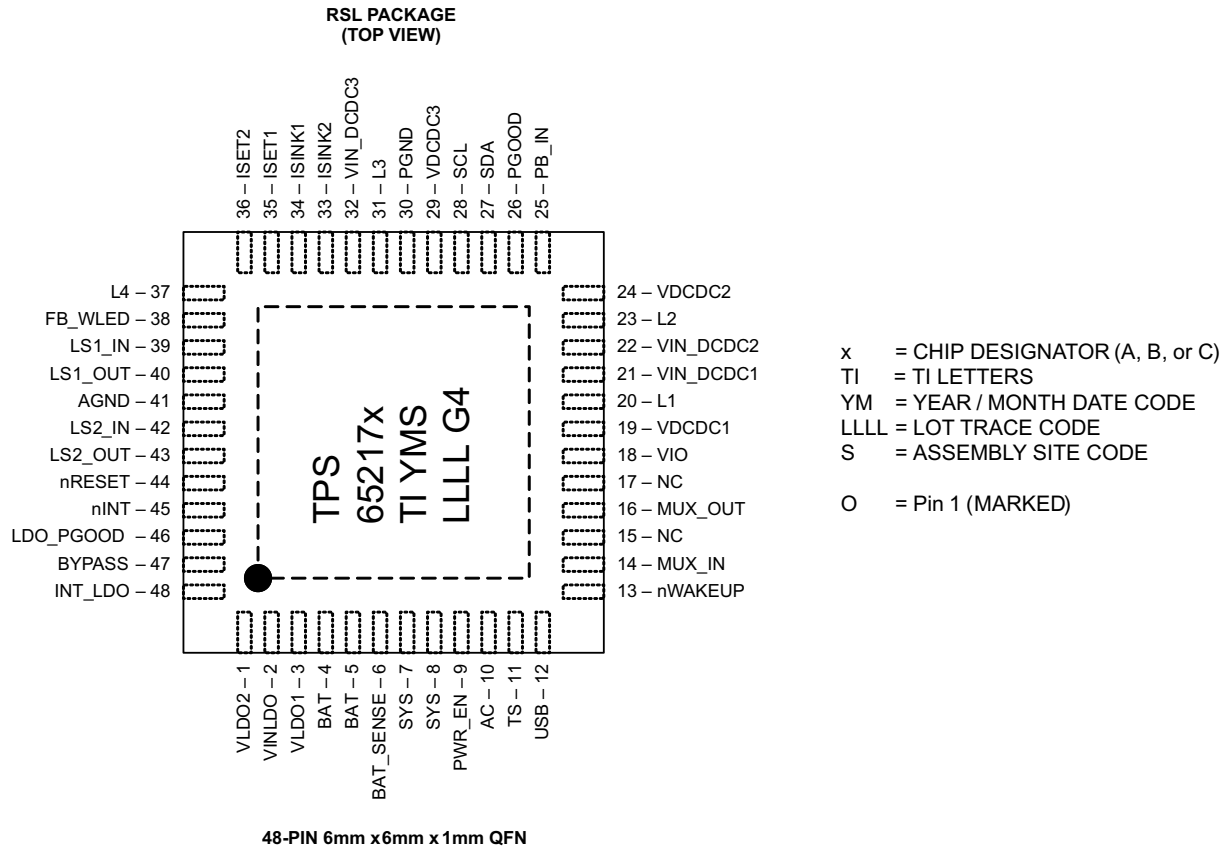 RSL PACKAGE
(TOP VIEW)
36 – ISET2
35 – ISET1
34 – ISINK1
33 – ISINK2
32 – VIN_DCDC3
31 – L3
30 – PGND
29 – VDCDC3
28 – SCL
27 – SDA
26 – PGOOD
25 – PB_IN
L4 – 37
FB_WLED – 38
LS1_IN – 39
LS1_OUT – 40
AGND – 41
LS2_IN – 42
LS2_OUT – 43
nRESET – 44
nINT – 45
LDO_PGOOD – 46
BYPASS – 47
INT_LDO – 48
TPS
65217x
TI YMS
LLLL G4
24 – VDCDC2
23 – L2
22 – VIN_DCDC2
21 – VIN_DCDC1
20 – L1
19 – VDCDC1
18 – VIO
17 – NC
16 – MUX_OUT
15 – NC
14 – MUX_IN
13 – nWAKEUP
VLDO2 – 1
VINLDO – 2
VLDO1 – 3
BAT – 4
BAT – 5
BAT_SENSE – 6
SYS – 7
SYS – 8
PWR_EN – 9
AC – 10
TS – 11
USB – 12
48-PIN 6mm x 6mm x 1mm QFN
x = CHIP DESIGNATOR (A, B, or C)
TI = TI LETTERS
YM = YEAR / MONTH DATE CODE
LLLL = LOT TRACE CODE
S = ASSEMBLY SITE CODE
O = Pin 1 (MARKED)